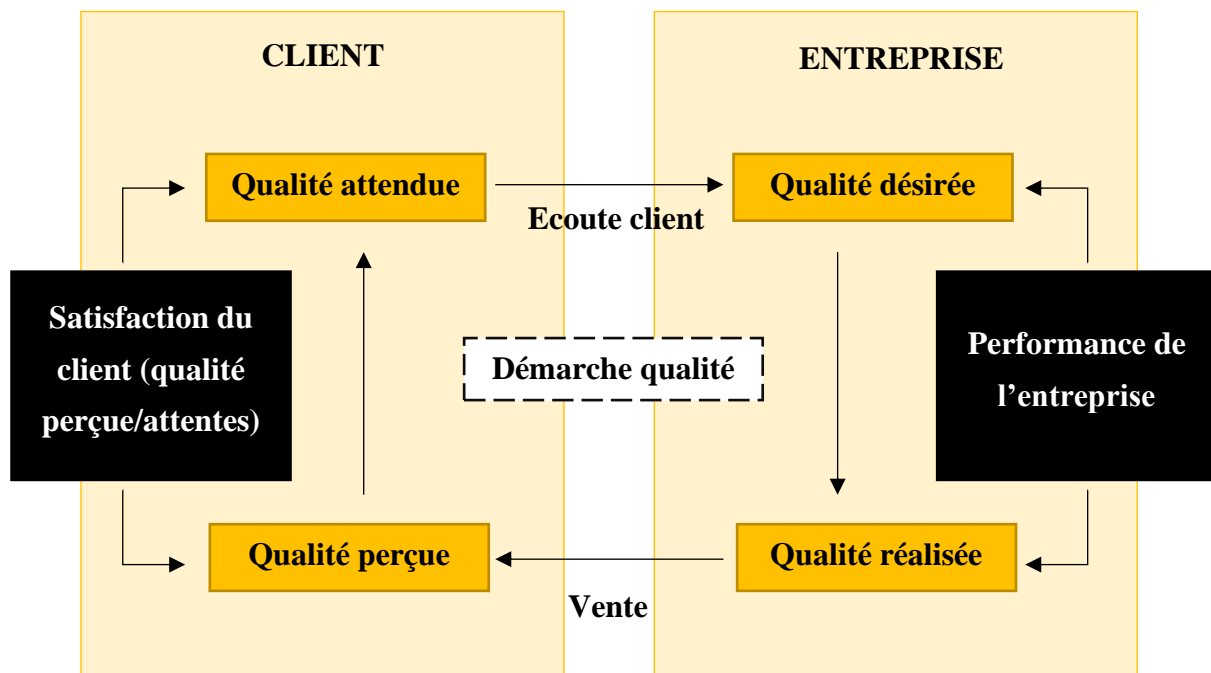 CLIENT
ENTREPRISE
Qualité attendue
Qualité désirée
Ecoute client
Satisfaction du
client (qualité
perçue/attentes)
Démarche qualité
Performance de
l’entreprise
Qualité perçue
Qualité réalisée
Vente